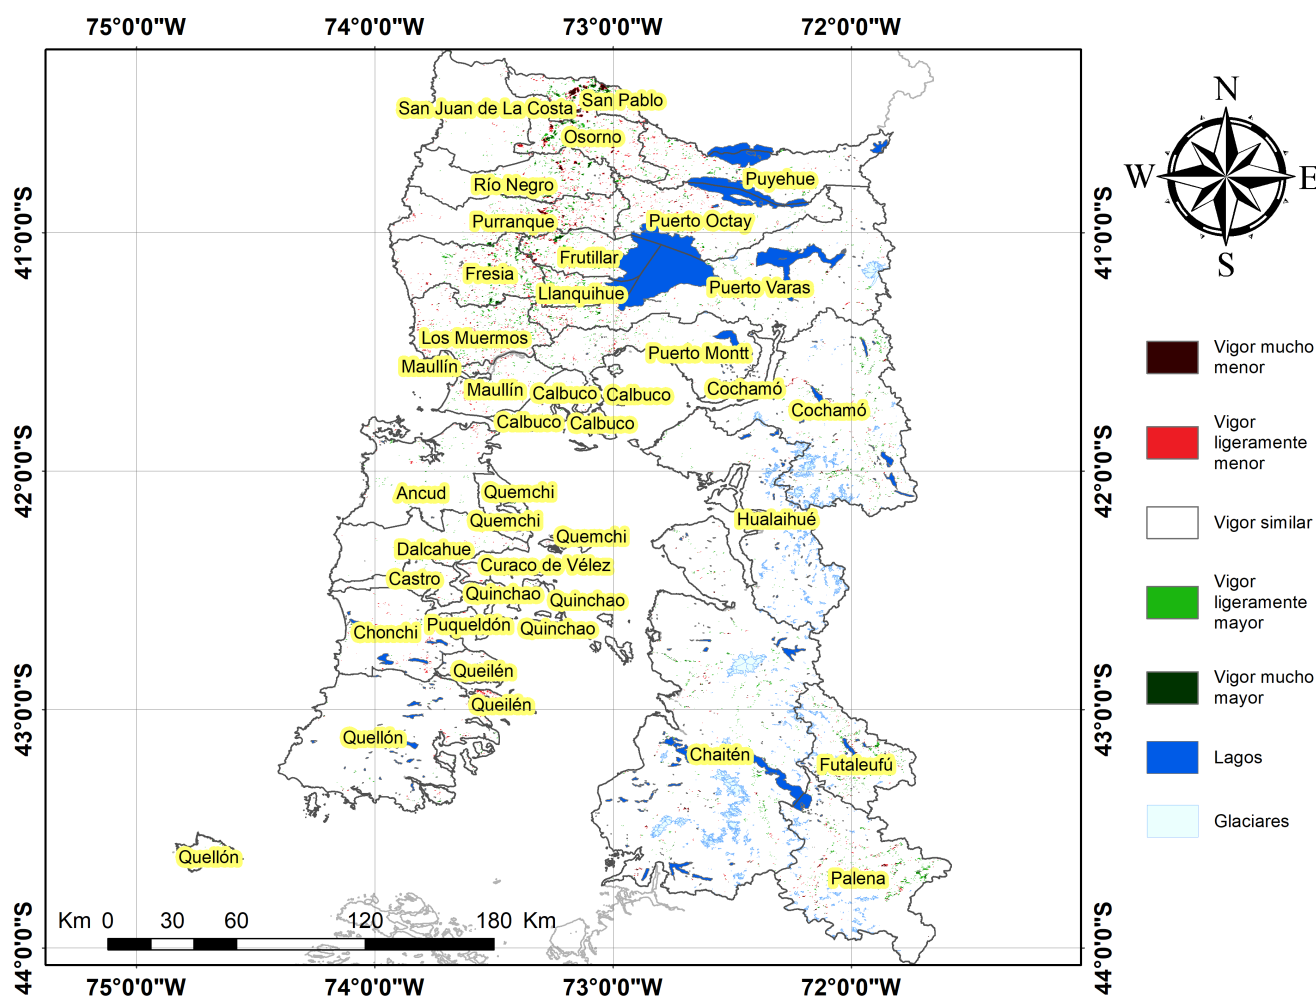 75°0'0"W 74°0'0"W 73°0'0"W 72°0'0"W
N
W E
S
41°0'0"S 41°0'0"S
42°0'0"S 42°0'0"S
43°0'0"S 43°0'0"S
44°0'0"S 44°0'0"S
San Juan de La Costa San Pablo
Osorno
Puyehue
Río Negro
Purranque Puerto Octay
Frutillar
Fresia
Llanquihue Puerto Varas
Los Muermos
Puerto Montt
Maullín
Maullín Calbuco Calbuco Cochamó
Cochamó
Calbuco Calbuco
Ancud Quemchi
Quemchi Hualaihué
Quemchi
Dalcahue
Curaco de Vélez
Castro
Quinchao Quinchao
Chonchi Puqueldón Quinchao
Queilén
Queilén
Quellón
Chaitén Futaleufú
Quellón
Palena
Km 0 30 60 120 180 Km
75°0'0"W 74°0'0"W 73°0'0"W 72°0'0"W
Vigor mucho
menor
Vigor
ligeramente
menor
Vigor similar
Vigor
ligeramente
mayor
Vigor mucho
mayor
Lagos
Glaciares